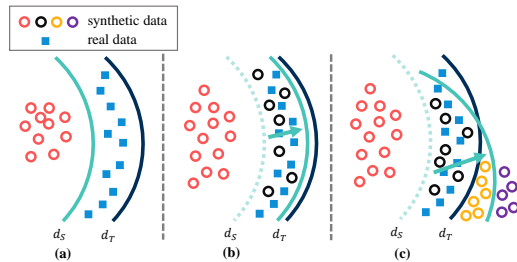 synthetic data
real data
d_S d_T d_S d_T d_S d_T
(a) (b) (c)